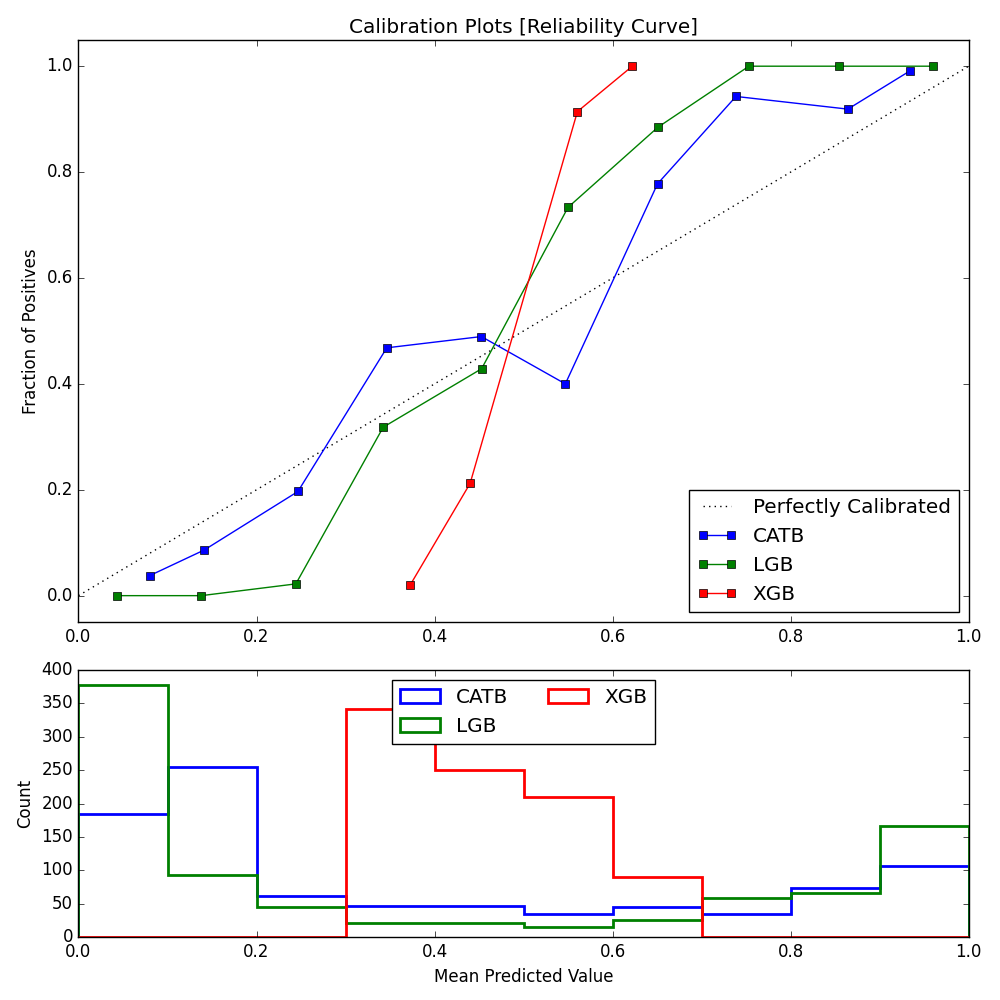 Calibration Plots [Reliability Curve]
1.0
0.8
0.6
0.4
0.2
0.0
Fraction of Positives
Perfectly Calibrated
CATB
LGB
XGB
0.0 0.2 0.4 0.6 0.8 1.0
400
350
300
250
200
150
100
50
0
Count
CATB XGB
LGB
0.0 0.2 0.4 0.6 0.8 1.0
Mean Predicted Value